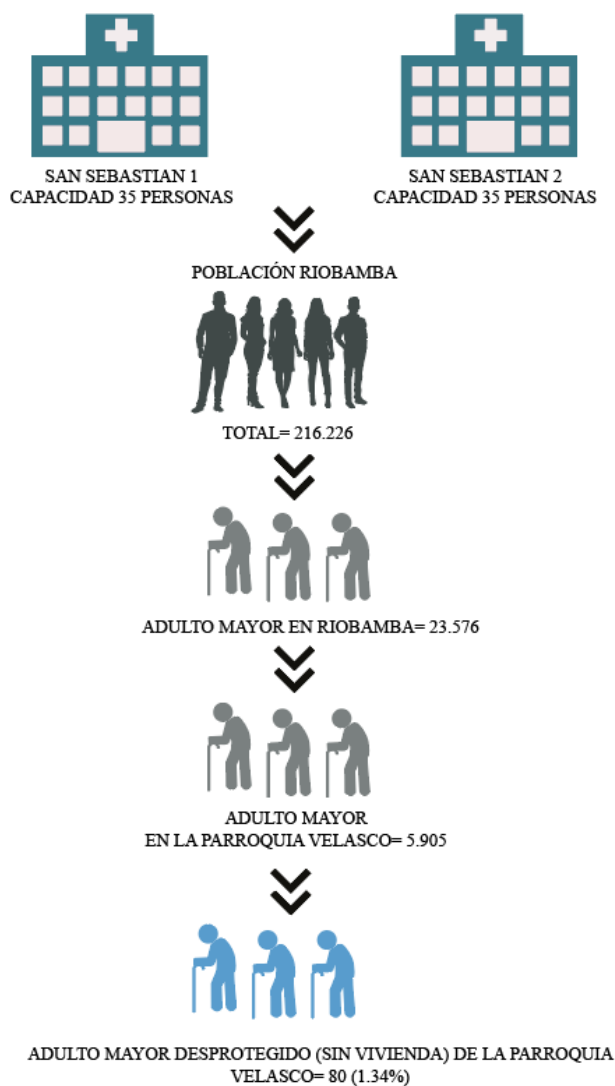 SAN SEBASTIAN 1
CAPACIDAD 35 PERSONAS
SAN SEBASTIAN 2
CAPACIDAD 35 PERSONAS
POBLACIÓN RIOBAMBA
TOTAL= 216.226
ADULTO MAYOR EN RIOBAMBA= 23.576
ADULTO MAYOR
EN LA PARROQUIA VELASCO= 5.905
ADULTO MAYOR DESPROTEGIDO (SIN VIVIENDA) DE LA PARROQUIA
VELASCO= 80 (1.34%)